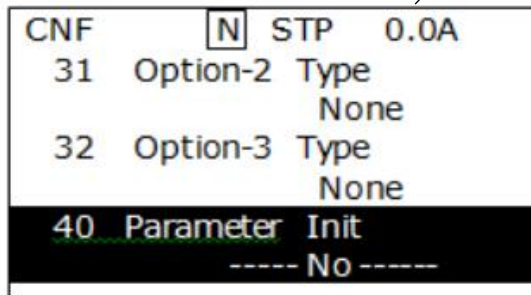 CNF N STP 0.0A
31 Option-2 Type
None
32 Option-3 Type
None
40 Parameter Init
----- No ------